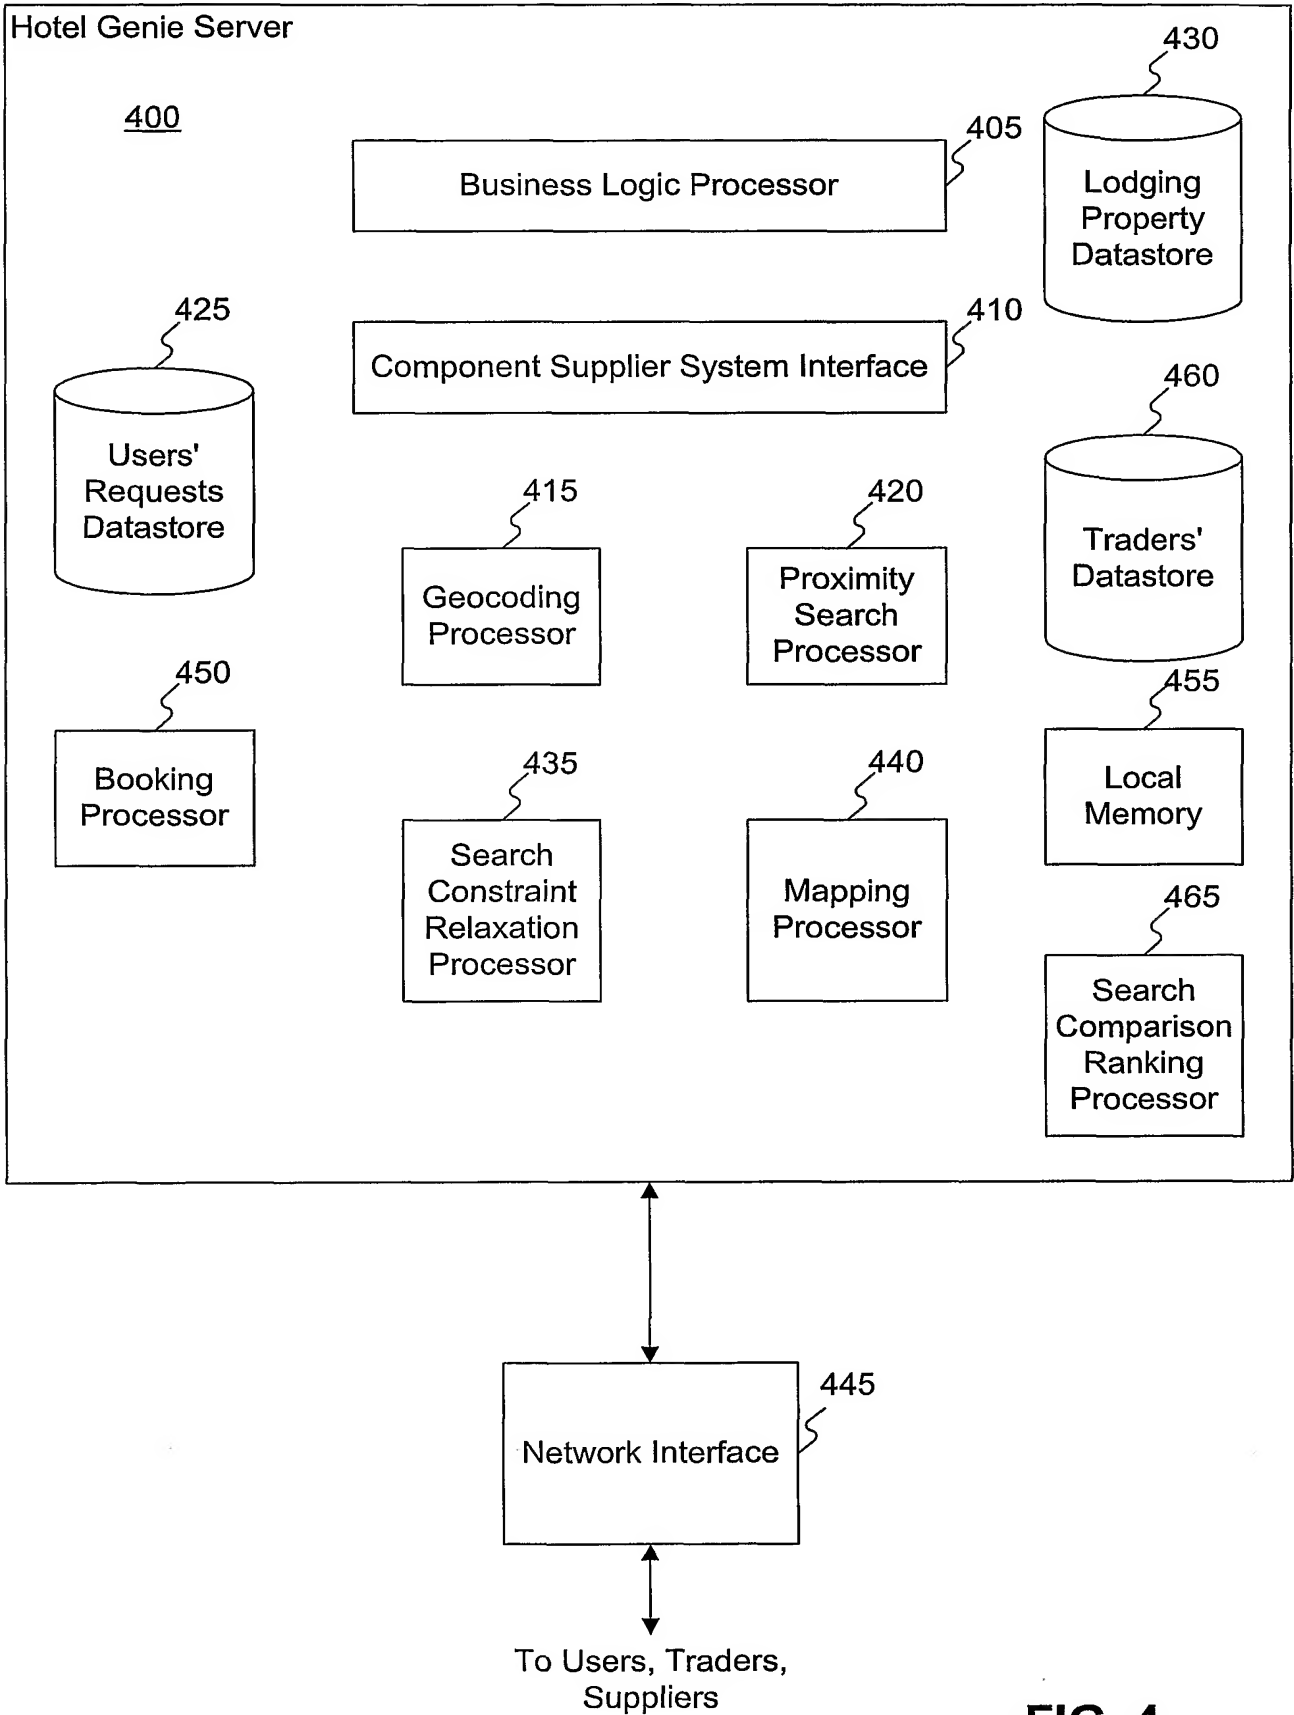 Hotel Genie Server
400
430
405
Business Logic Processor
Lodging
Property
Datastore
425
410
Component Supplier System Interface
Users'
Requests
Datastore
460
Traders'
Datastore
415
Geocoding
Processor
420
Proximity
Search
Processor
450
Booking
Processor
455
Local
Memory
435
Search
Constraint
Relaxation
Processor
440
Mapping
Processor
465
Search
Comparison
Ranking
Processor
445
Network Interface
To Users, Traders,
Suppliers
FIG. 4